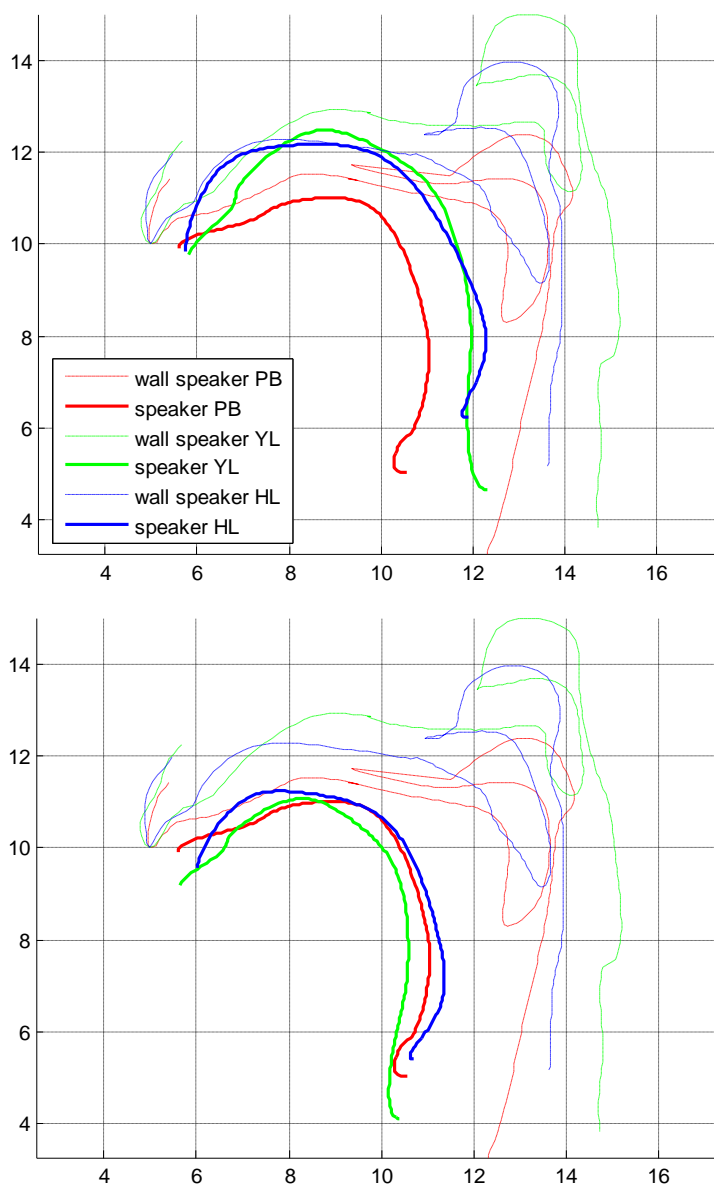 14
12
10
8
6
4
wall speaker PB
speaker PB
wall speaker YL
speaker YL
wall speaker HL
speaker HL
4 6 8 10 12 14 16
14
12
10
8
6
4
4 6 8 10 12 14 16